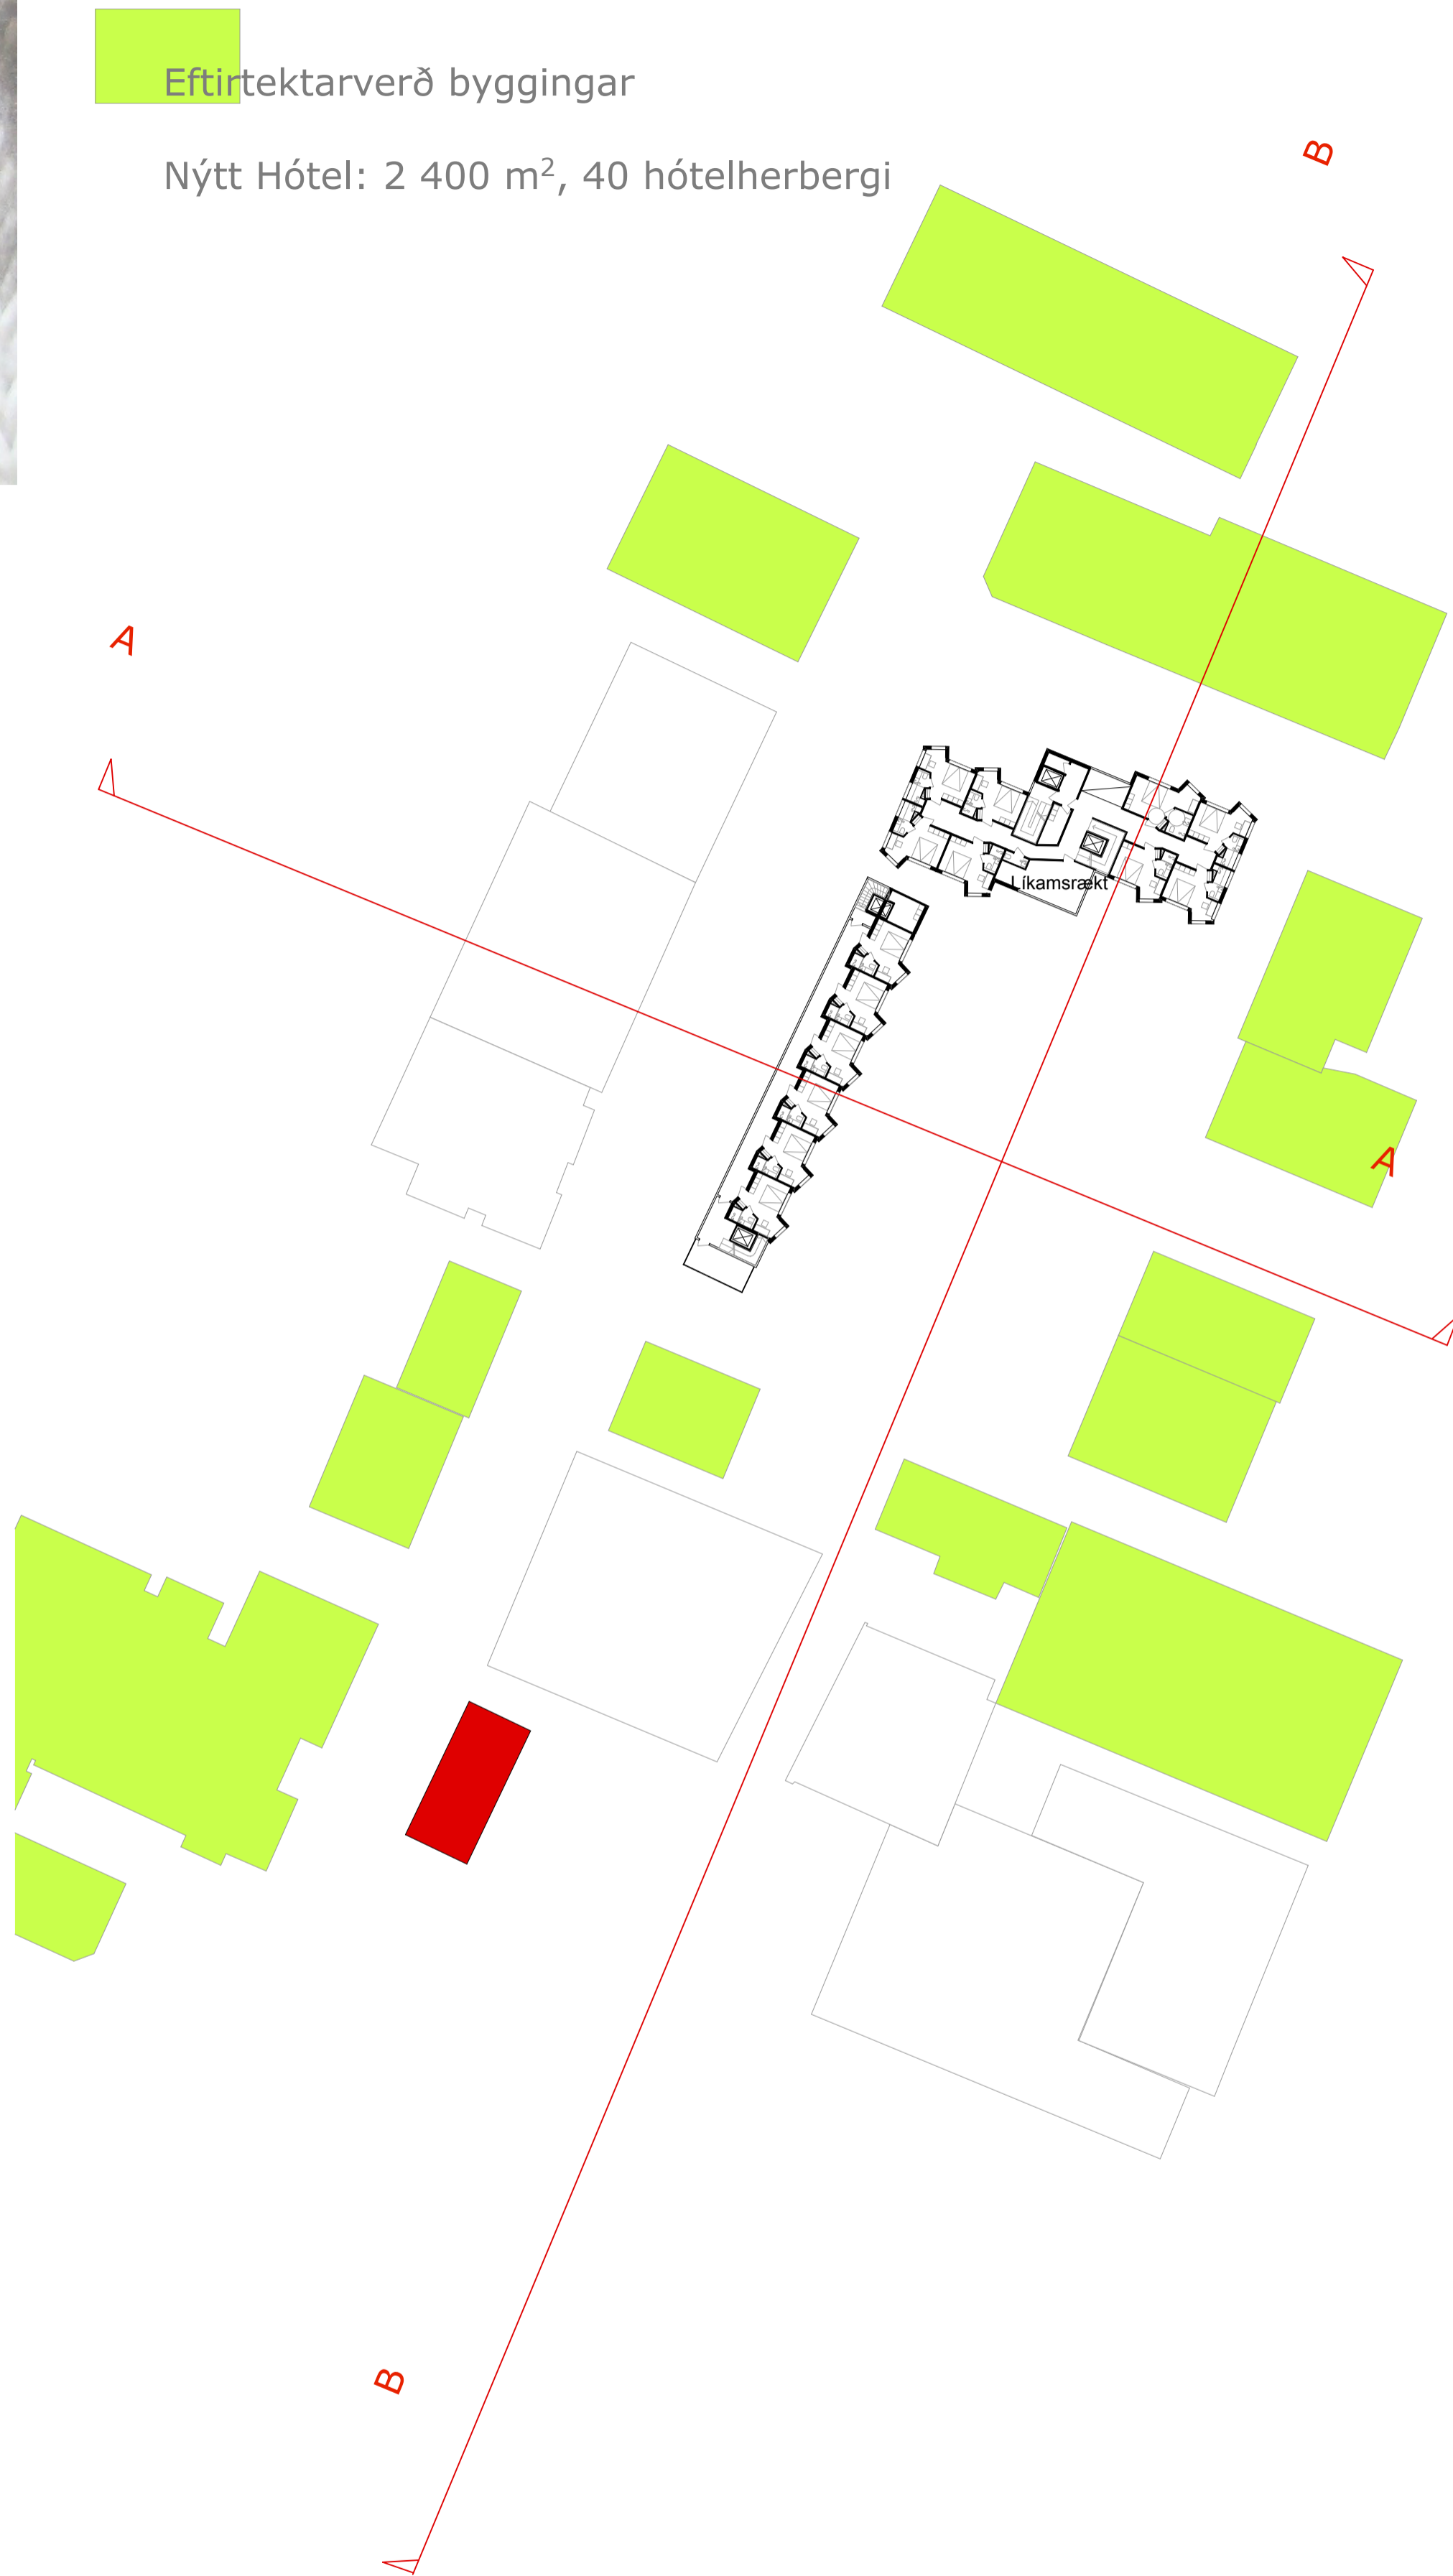 Eftirtektarverð byggingar
Nýtt Hótel: 2 400 m², 40 hótelherbergi
B
A
Líkamsrækt
A
B